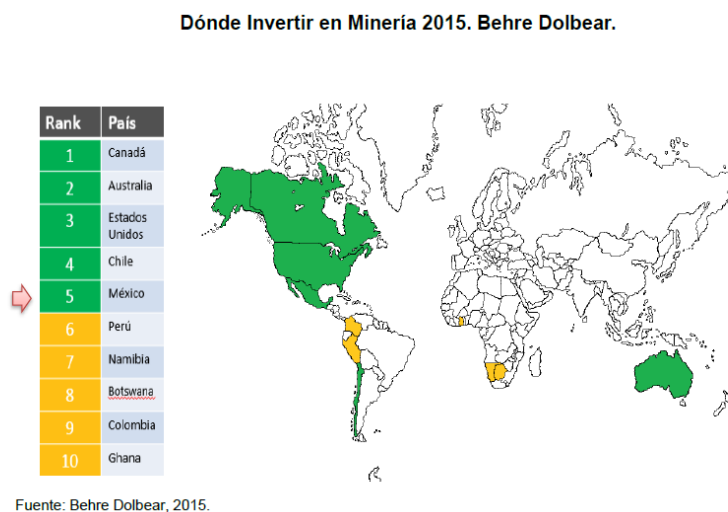 Dónde Invertir en Minería 2015. Behre Dolbear.
Rank País
1 Canadá
2 Australia
3 Estados
Unidos
4 Chile
5 México
6 Perú
7 Namibia
8 Botswana
9 Colombia
10 Ghana
Fuente: Behre Dolbear, 2015.